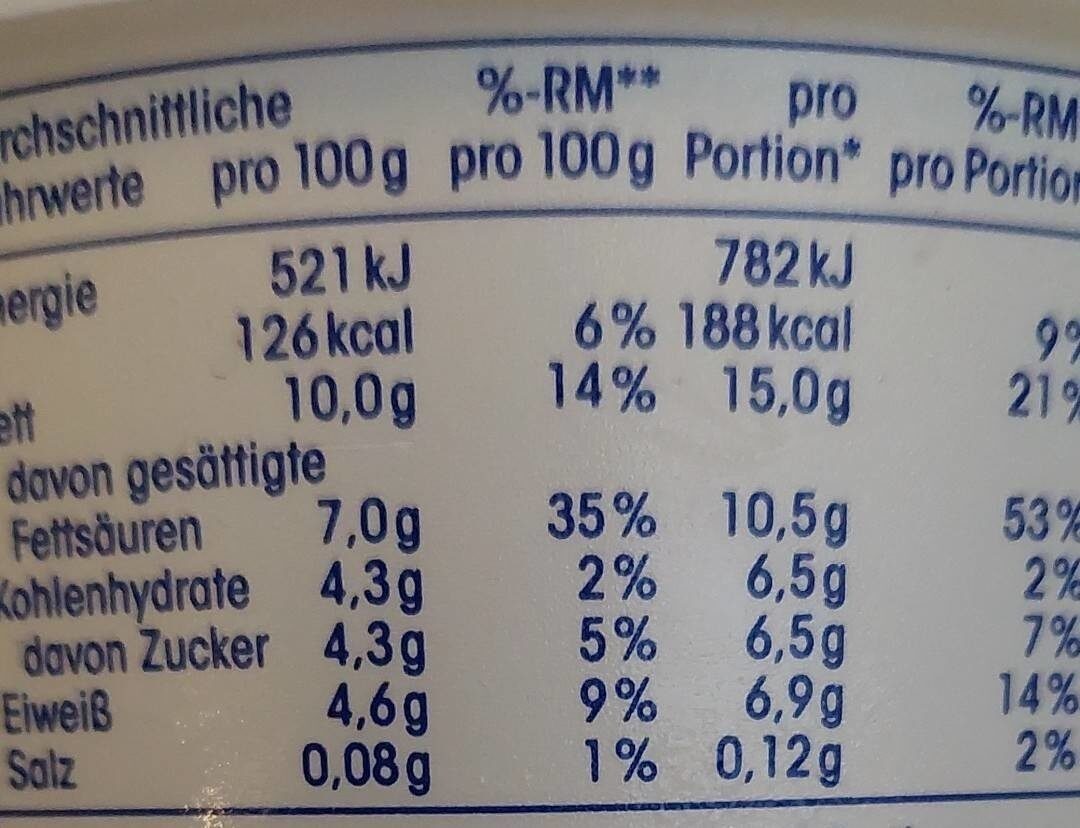 rchschnittliche %-RM** pro %-RM
hrwerte pro 100g pro 100g Portion* pro Portion
nergie 521 kJ 782 kJ
126 kcal 6% 188 kcal 9%
ett 10,0g 14% 15,0g 21%
davon gesättigte
Fettsäuren 7,0g 35% 10,5g 53%
Kohlenhydrate 4,3g 2% 6,5g 2%
davon Zucker 4,3g 5% 6,5g 7%
Eiweiß 4,6g 9% 6,9g 14%
Salz 0,08g 1% 0,12g 2%